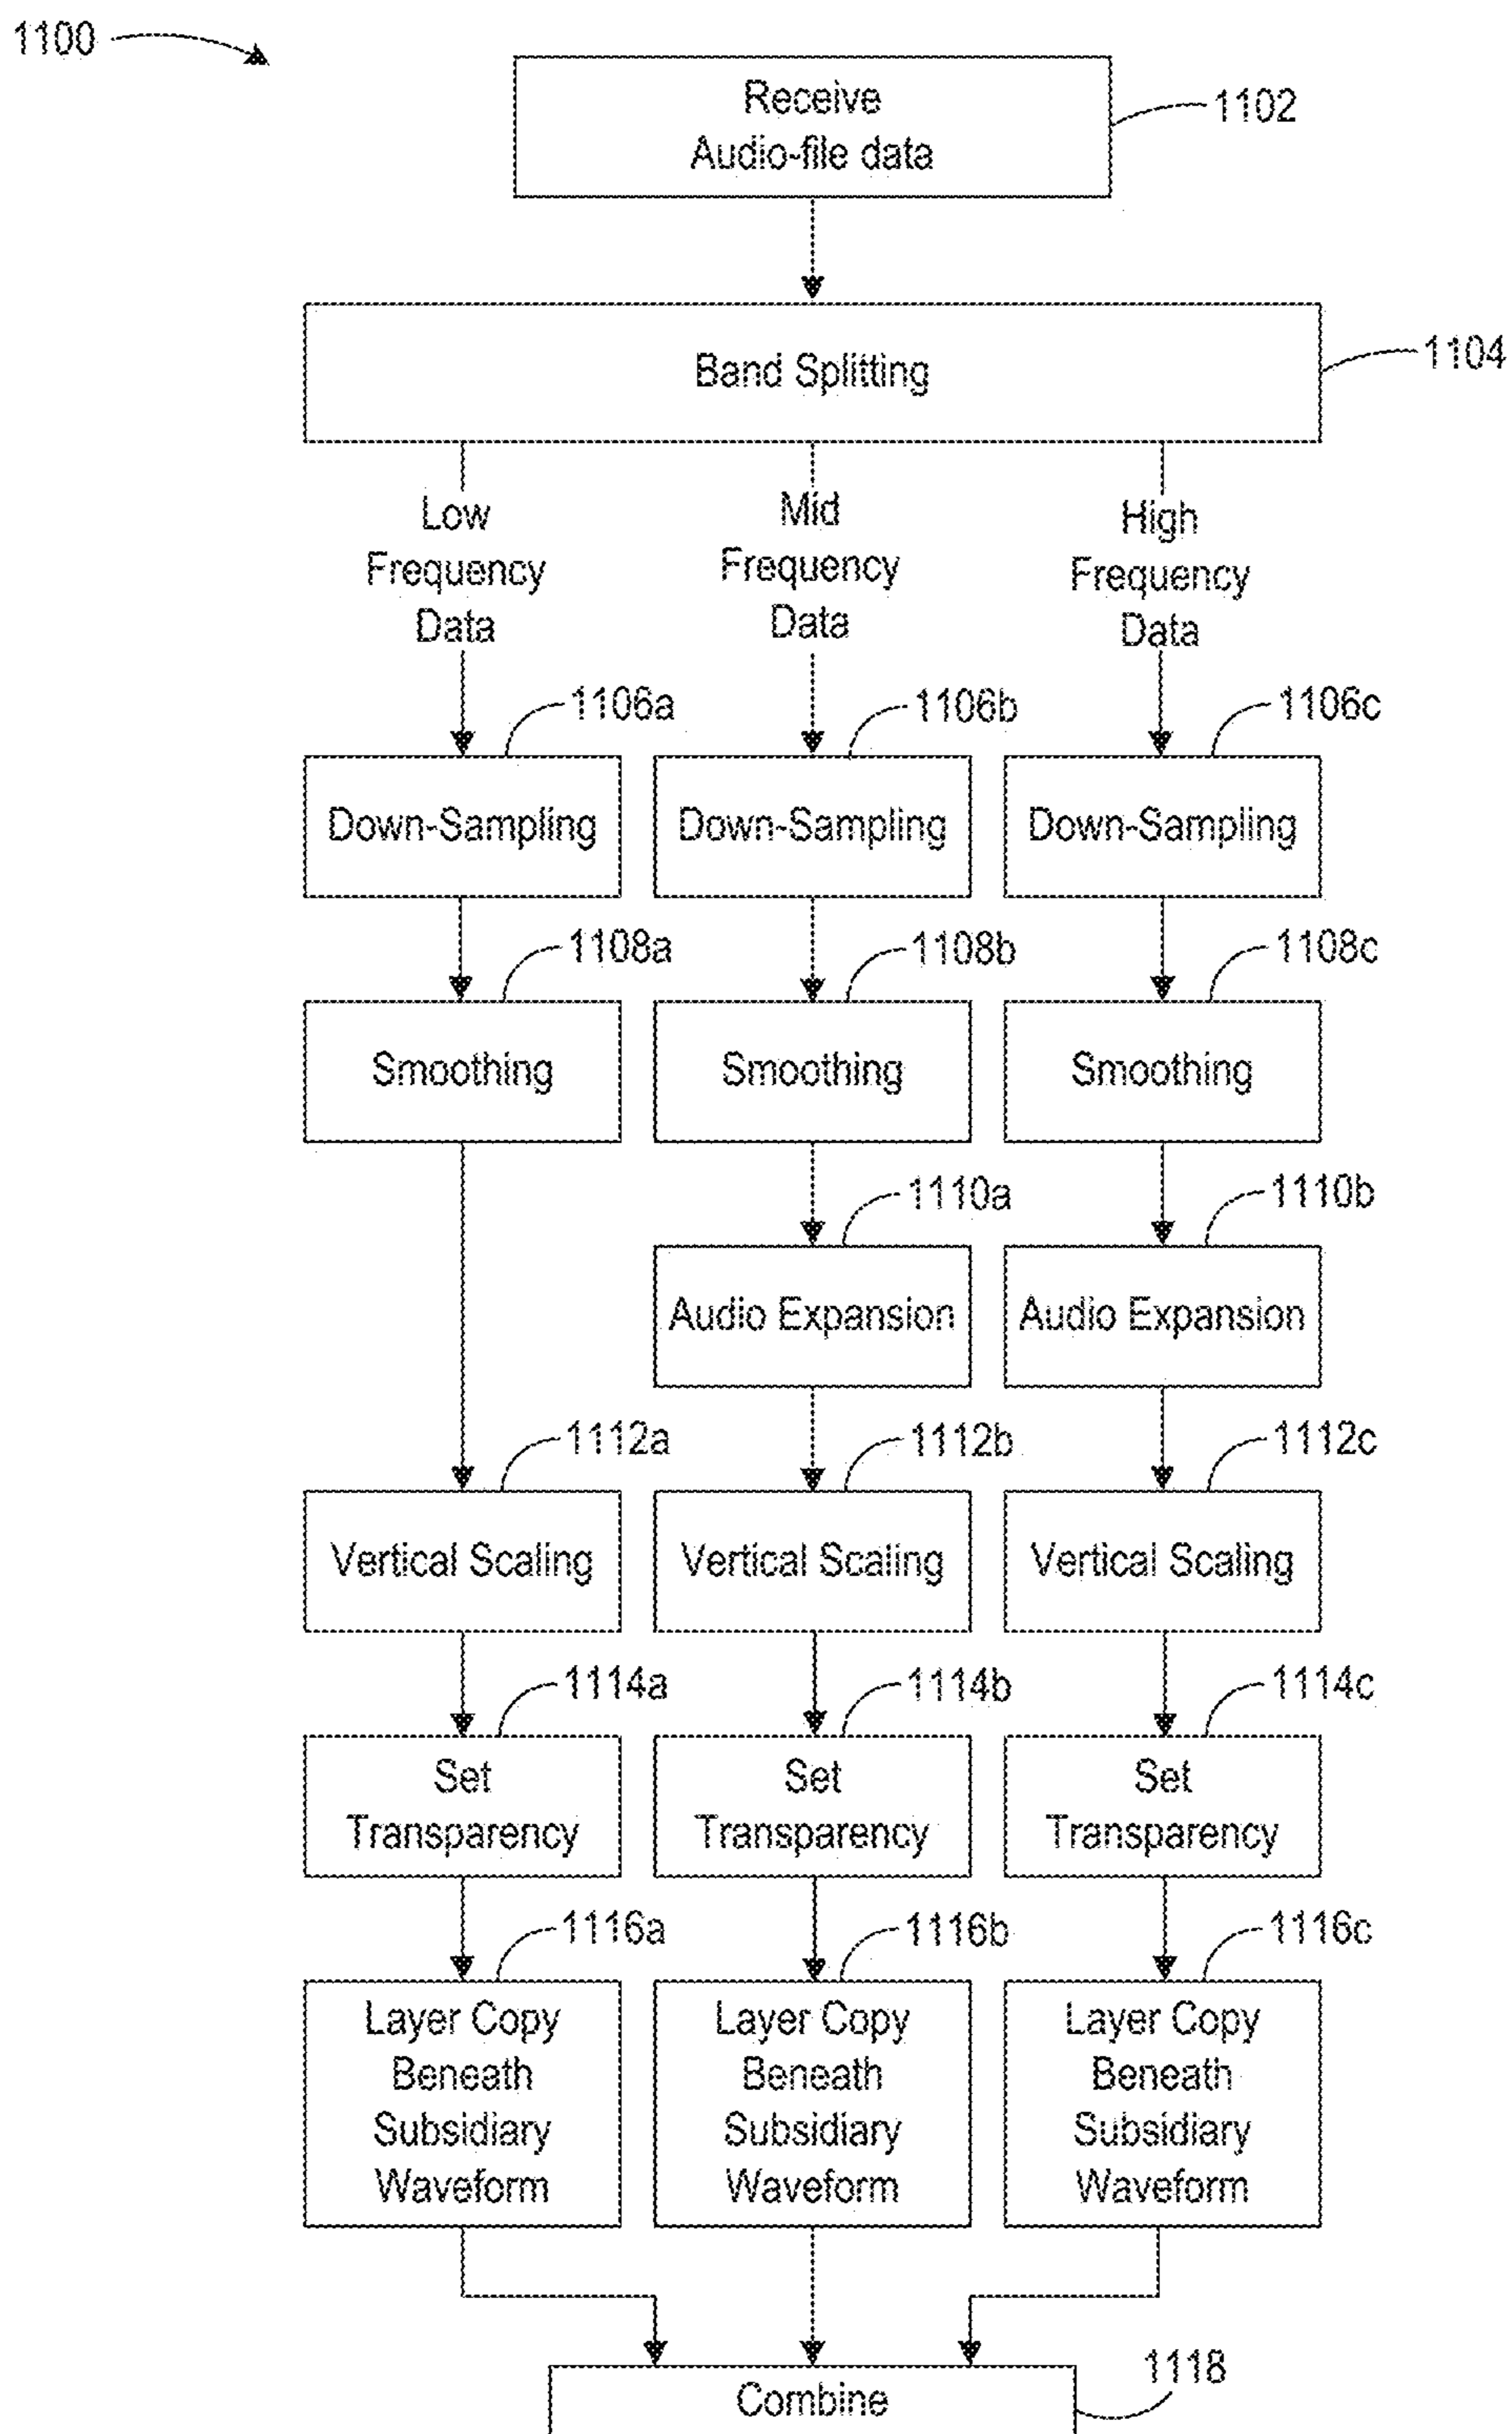 1100
Receive
Audio-file data
1102
Band Splitting
1104
Low
Frequency
Data
Mid
Frequency
Data
High
Frequency
Data
1106a
1106b
1106c
Down-Sampling
Down-Sampling
Down-Sampling
1108a
1108b
1108c
Smoothing
Smoothing
Smoothing
1110a
1110b
Audio Expansion
Audio Expansion
1112a
1112b
1112c
Vertical Scaling
Vertical Scaling
Vertical Scaling
1114a
1114b
1114c
Set
Transparency
Set
Transparency
Set
Transparency
1116a
1116b
1116c
Layer Copy
Beneath
Subsidiary
Waveform
Layer Copy
Beneath
Subsidiary
Waveform
Layer Copy
Beneath
Subsidiary
Waveform
1118
Combine